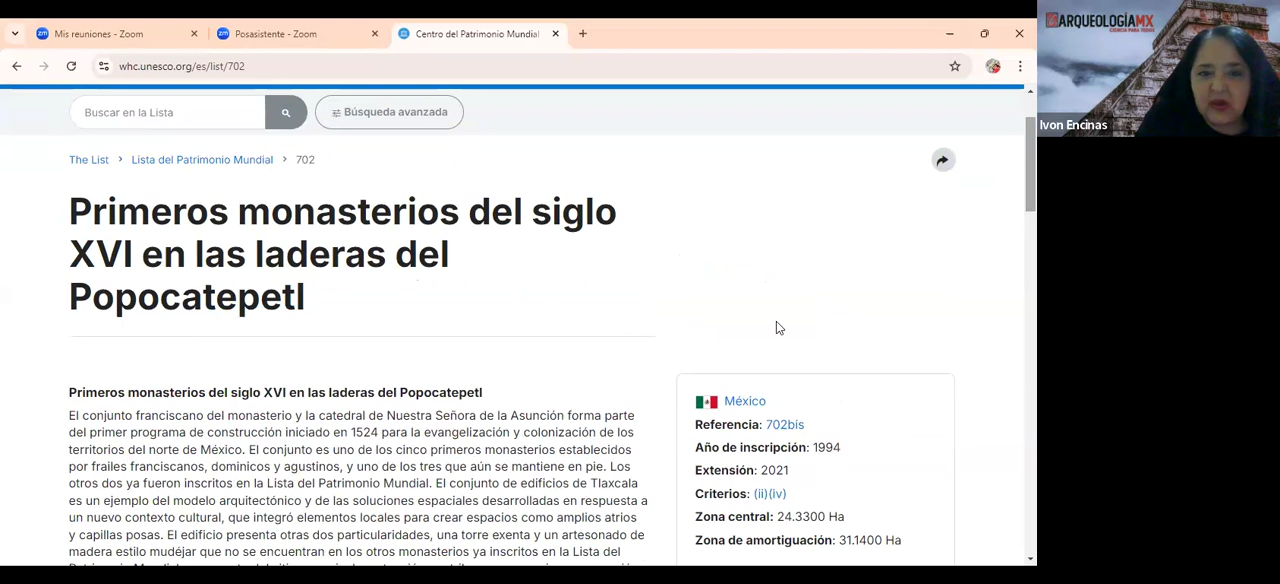 Mis reuniones - Zoom
Posasistente - Zoom
Centro del Patrimonio Mundial
whc.unesco.org/es/list/702
Buscar en la Lista
Búsqueda avanzada
The List > Lista del Patrimonio Mundial > 702
Primeros monasterios del siglo
XVI en las laderas del
Popocatepetl
Primeros monasterios del siglo XVI en las laderas del Popocatepetl
El conjunto franciscano del monasterio y la catedral de Nuestra Señora de la Asunción forma parte
del primer programa de construcción iniciado en 1524 para la evangelización y colonización de los
territorios del norte de México. El conjunto es uno de los cinco primeros monasterios establecidos
por frailes franciscanos, dominicos y agustinos, y uno de los tres que aún se mantiene en pie. Los
otros dos ya fueron inscritos en la Lista del Patrimonio Mundial. El conjunto de edificios de Tlaxcala
es un ejemplo del modelo arquitectónico y de las soluciones espaciales desarrolladas en respuesta a
un nuevo contexto cultural, que integró elementos locales para crear espacios como amplios atrios
y capillas posas. El edificio presenta otras dos particularidades, una torre exenta y un artesonado de
madera estilo mudéjar que no se encuentran en los otros monasterios ya inscritos en la Lista del
México
Referencia: 702bis
Año de inscripción: 1994
Extensión: 2021
Criterios: (ii)(iv)
Zona central: 24.3300 Ha
Zona de amortiguación: 31.1400 Ha
ARQUEOLOGÍAMX
CIENCIA PARA TODOS
Ivon Encinas